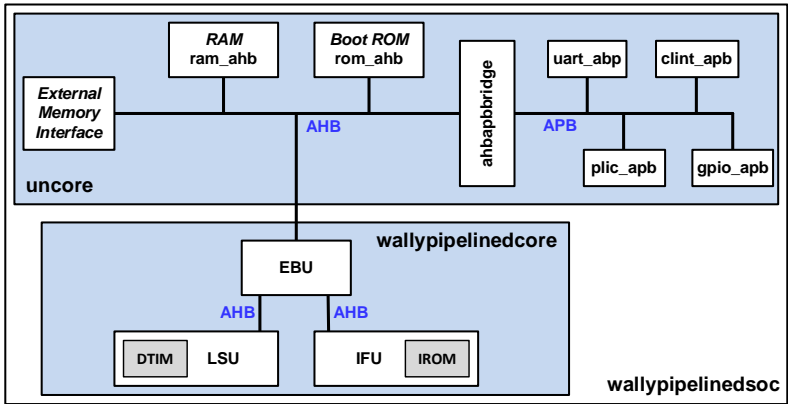 RAM
ram_ahb
Boot ROM
rom_ahb
uart_abp
clint_apb
External
Memory
Interface
ahbapbbridge
AHB
APB
plic_apb
gpio_apb
uncore
wallypipelinedcore
EBU
AHB
AHB
DTIM
LSU
IFU
IROM
wallypipelinedsoc